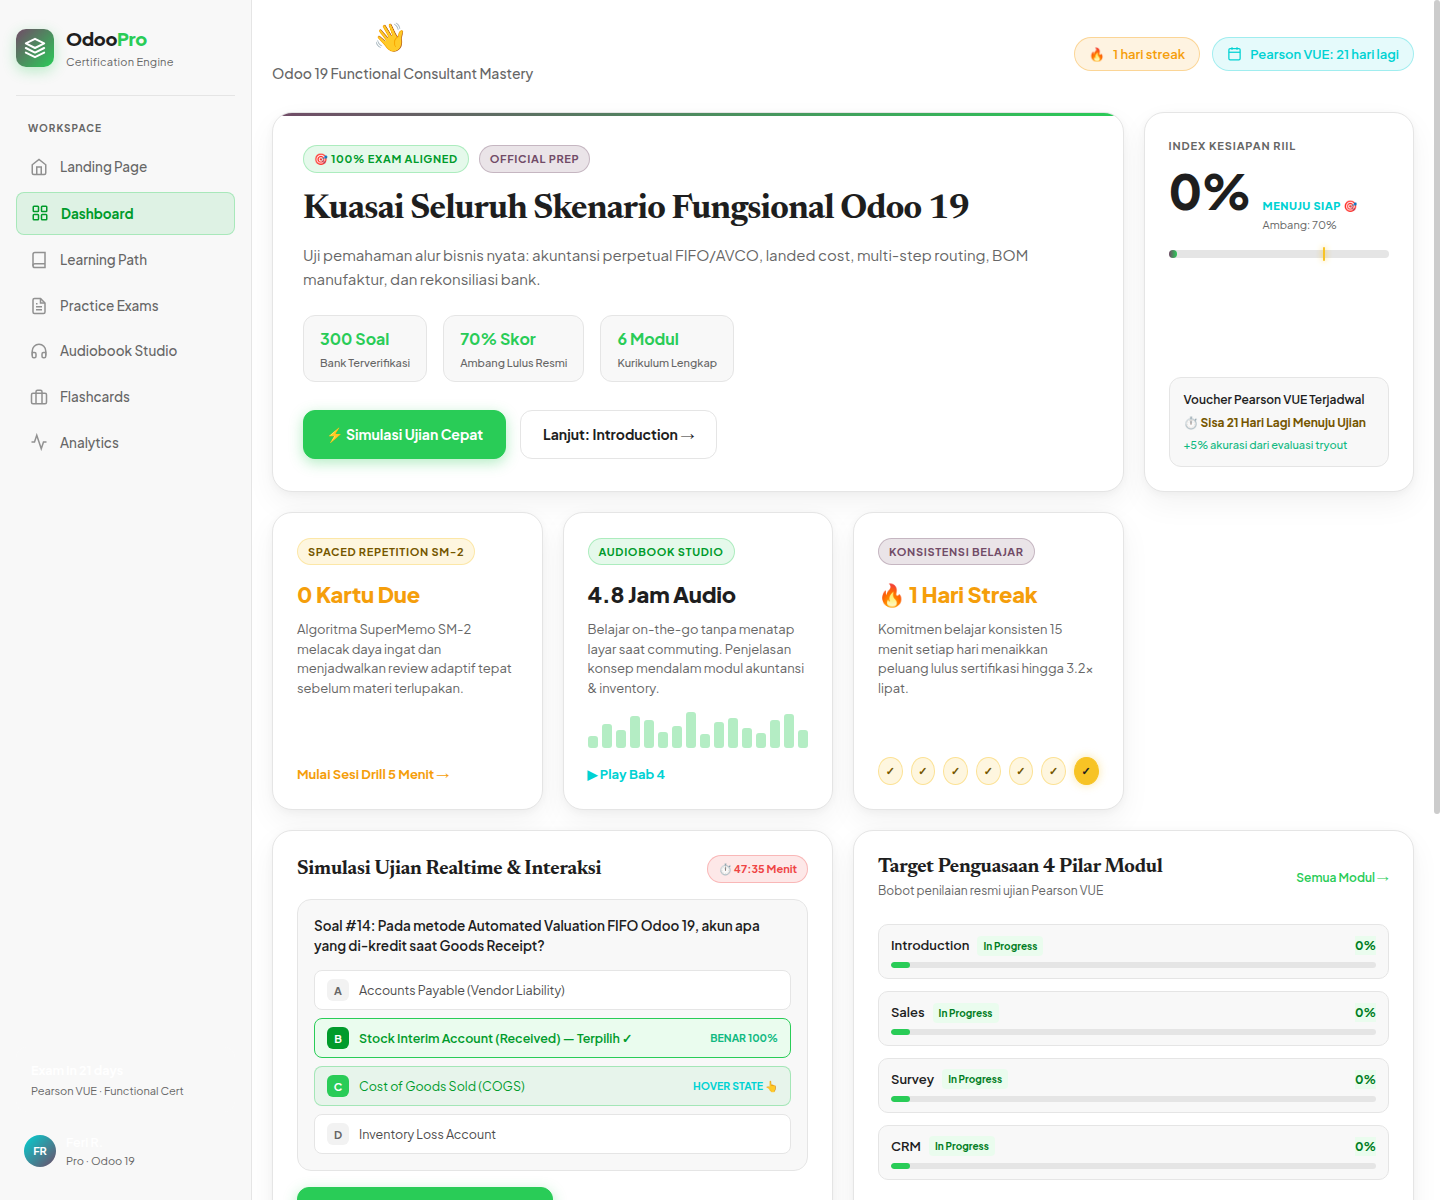 OdooPro
Certification Engine
WORKSPACE
Landing Page
Dashboard
Learning Path
Practice Exams
Audiobook Studio
Flashcards
Analytics
Exam in 21 days
Pearson VUE · Functional Cert
FR
Pro · Odoo 19
👋
Odoo 19 Functional Consultant Mastery
🔥 1 hari streak
Pearson VUE: 21 hari lagi
🎯 100% EXAM ALIGNED
OFFICIAL PREP
Kuasai Seluruh Skenario Fungsional Odoo 19
Uji pemahaman alur bisnis nyata: akuntansi perpetual FIFO/AVCO, landed cost, multi-step routing, BOM
manufaktur, dan rekonsiliasi bank.
300 Soal
Bank Terverifikasi
70% Skor
Ambang Lulus Resmi
6 Modul
Kurikulum Lengkap
⚡ Simulasi Ujian Cepat
Lanjut: Introduction →
INDEX KESIAPAN RIIL
0%
MENUJU SIAP 🎯
Ambang: 70%
Voucher Pearson VUE Terjadwal
⏱️ Sisa 21 Hari Lagi Menuju Ujian
+5% akurasi dari evaluasi tryout
SPACED REPETITION SM-2
0 Kartu Due
Algoritma SuperMemo SM-2
melacak daya ingat dan
menjadwalkan review adaptif tepat
sebelum materi terlupakan.
Mulai Sesi Drill 5 Menit →
AUDIOBOOK STUDIO
4.8 Jam Audio
Belajar on-the-go tanpa menatap
layar saat commuting. Penjelasan
konsep mendalam modul akuntansi
& inventory.
▶ Play Bab 4
KONSISTENSI BELAJAR
🔥 1 Hari Streak
Komitmen belajar konsisten 15
menit setiap hari menaikkan
peluang lulus sertifikasi hingga 3.2×
lipat.
✓ ✓ ✓ ✓ ✓ ✓ ✓
Simulasi Ujian Realtime & Interaksi
⏱️ 47:35 Menit
Soal #14: Pada metode Automated Valuation FIFO Odoo 19, akun apa
yang di-kredit saat Goods Receipt?
A Accounts Payable (Vendor Liability)
B Stock Interim Account (Received) — Terpilih ✓ BENAR 100%
C Cost of Goods Sold (COGS) HOVER STATE 👆
D Inventory Loss Account
Target Penguasaan 4 Pilar Modul
Bobot penilaian resmi ujian Pearson VUE
Semua Modul →
Introduction In Progress 0%
Sales In Progress 0%
Survey In Progress 0%
CRM In Progress 0%